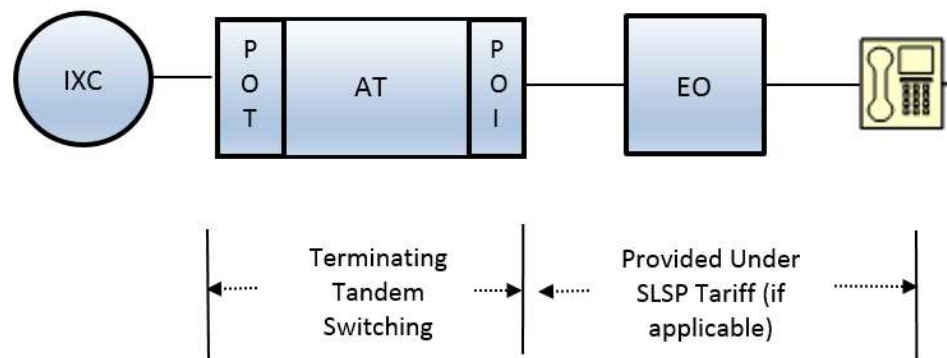 IXC
P
O
T
AT
P
O
I
EO
Terminating
Tandem
Switching
Provided Under
SLSP Tariff (if
applicable)